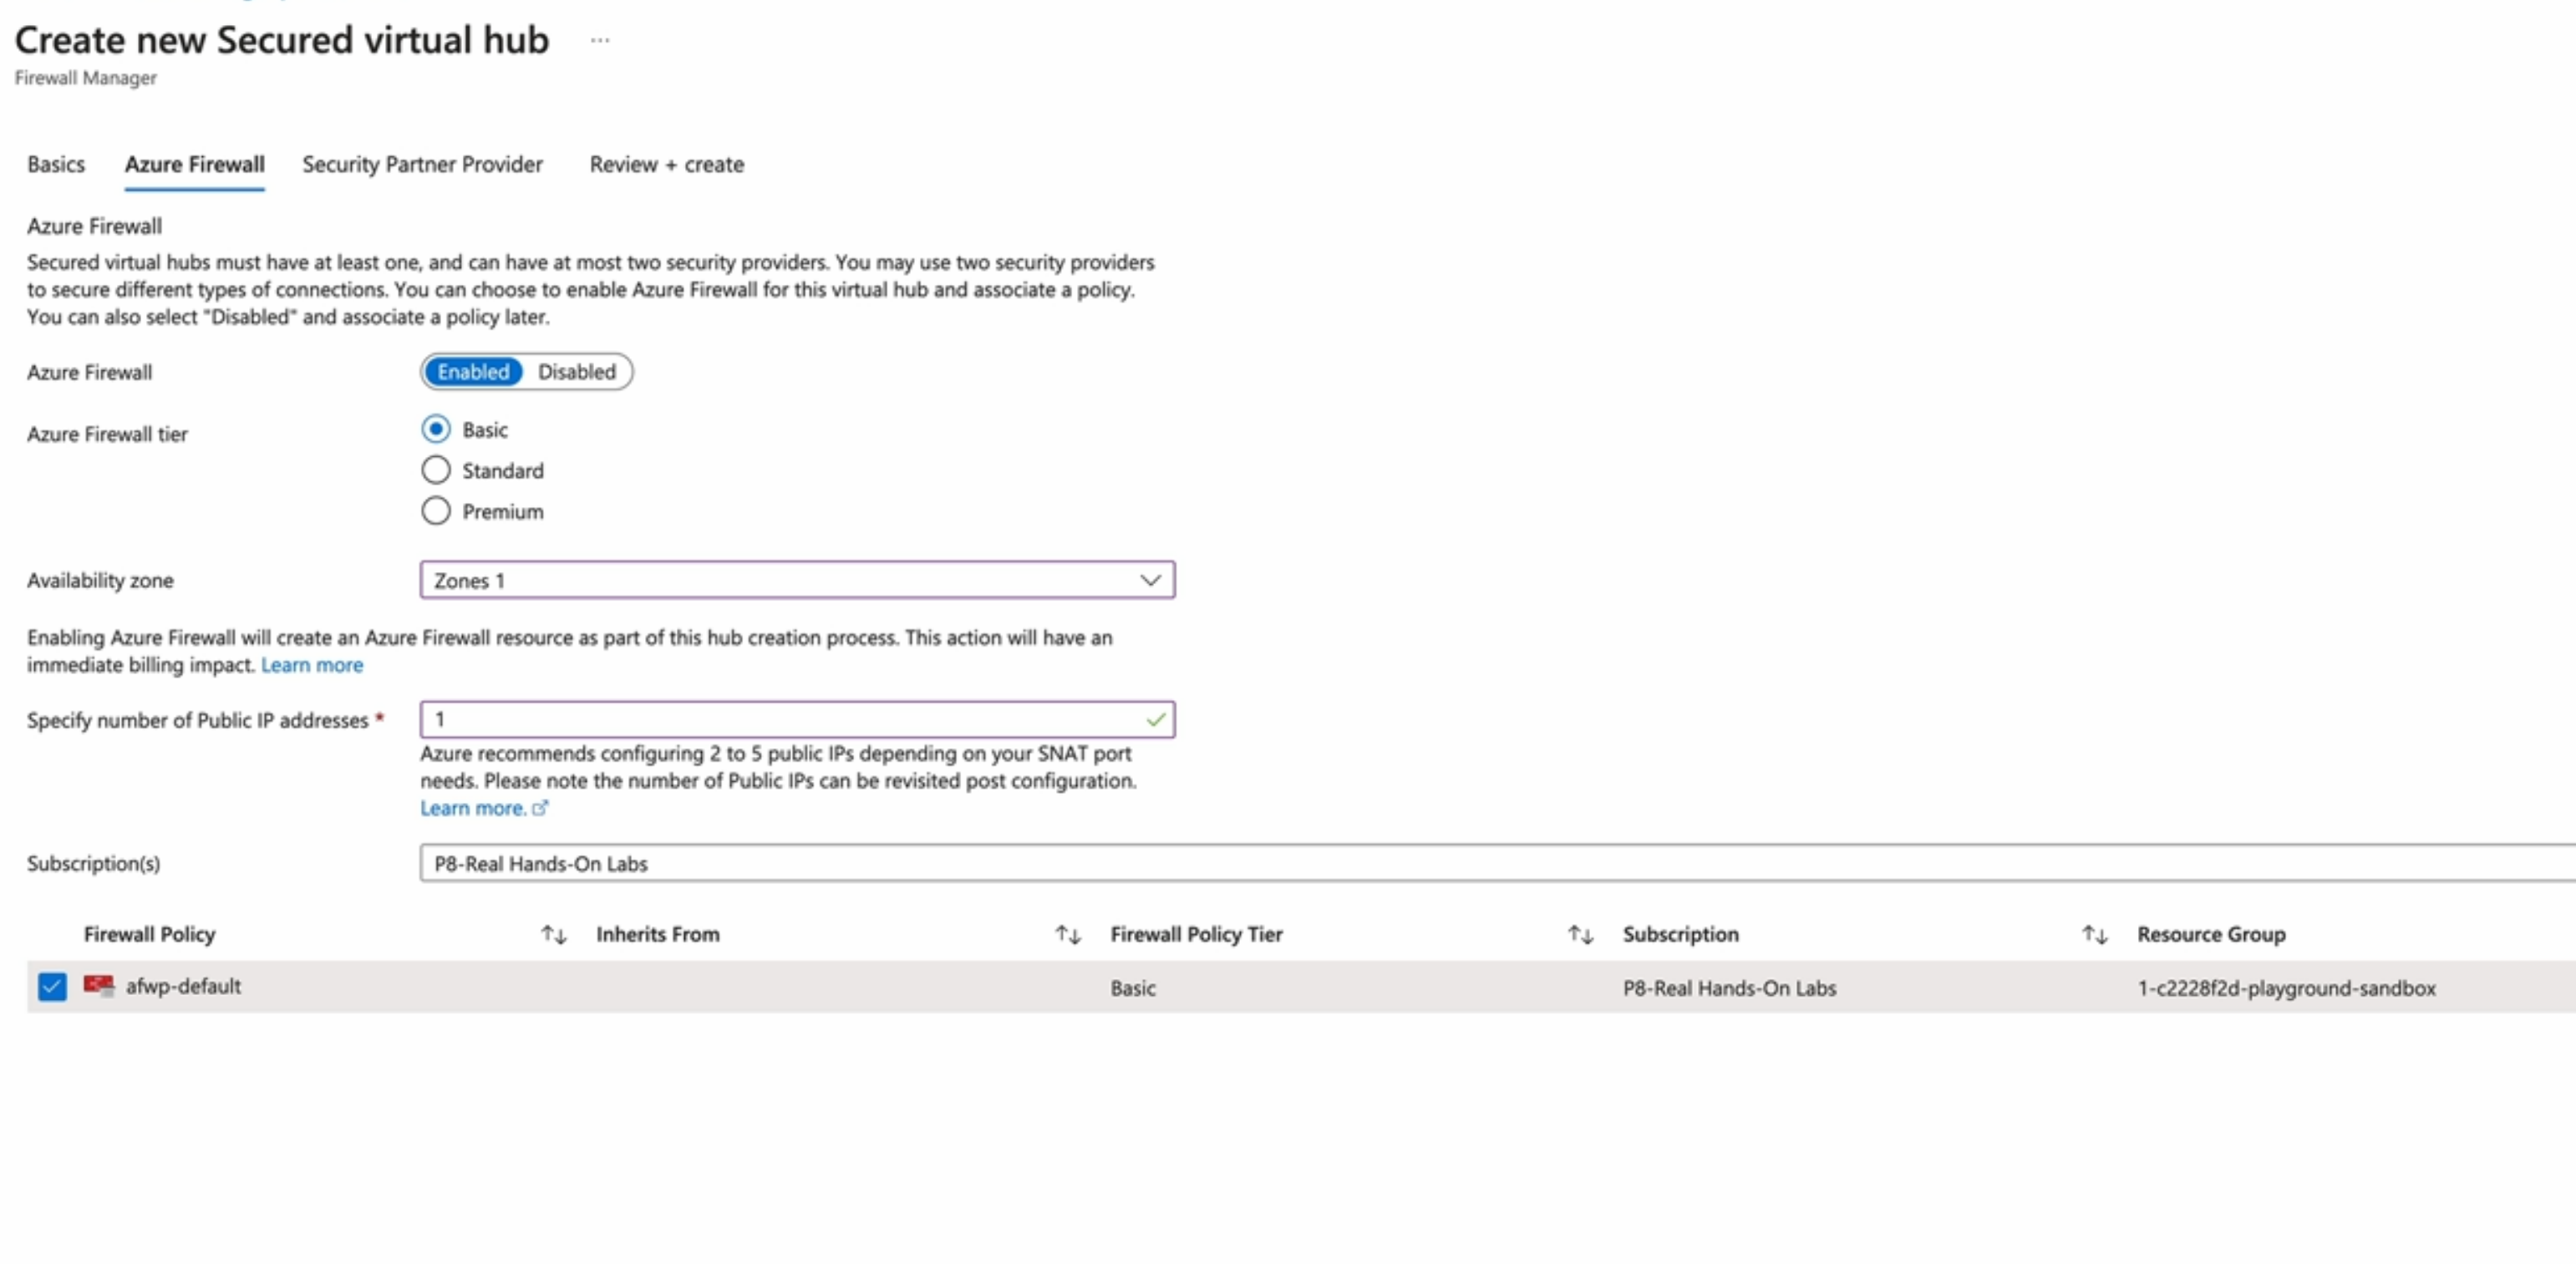 Create new Secured virtual hub ...
Firewall Manager
Basics Azure Firewall Security Partner Provider Review + create
Azure Firewall
Secured virtual hubs must have at least one, and can have at most two security providers. You may use two security providers
to secure different types of connections. You can choose to enable Azure Firewall for this virtual hub and associate a policy.
You can also select "Disabled" and associate a policy later.
Azure Firewall Enabled Disabled
Azure Firewall tier Basic
Standard
Premium
Availability zone Zones 1
Enabling Azure Firewall will create an Azure Firewall resource as part of this hub creation process. This action will have an
immediate billing impact. Learn more
Specify number of Public IP addresses * 1
Azure recommends configuring 2 to 5 public IPs depending on your SNAT port
needs. Please note the number of Public IPs can be revisited post configuration.
Learn more.
Subscription(s) P8-Real Hands-On Labs
Firewall Policy Inherits From Firewall Policy Tier Subscription Resource Group
afwp-default Basic P8-Real Hands-On Labs 1-c2228f2d-playground-sandbox